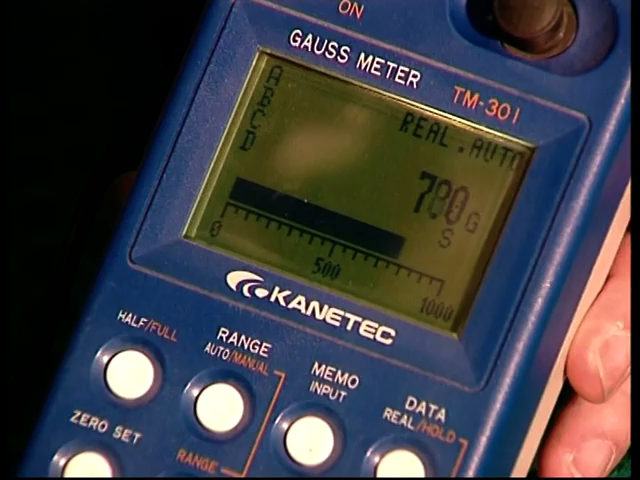 ON
GAUSS METER
TM-301
A
B
C
D
REAL.AUTO
G
S
0
500
1000
KANETEC
HALF/FULL
RANGE
AUTO/MANUAL
MEMO
INPUT
DATA
REAL/HOLD
ZERO SET
RANGE